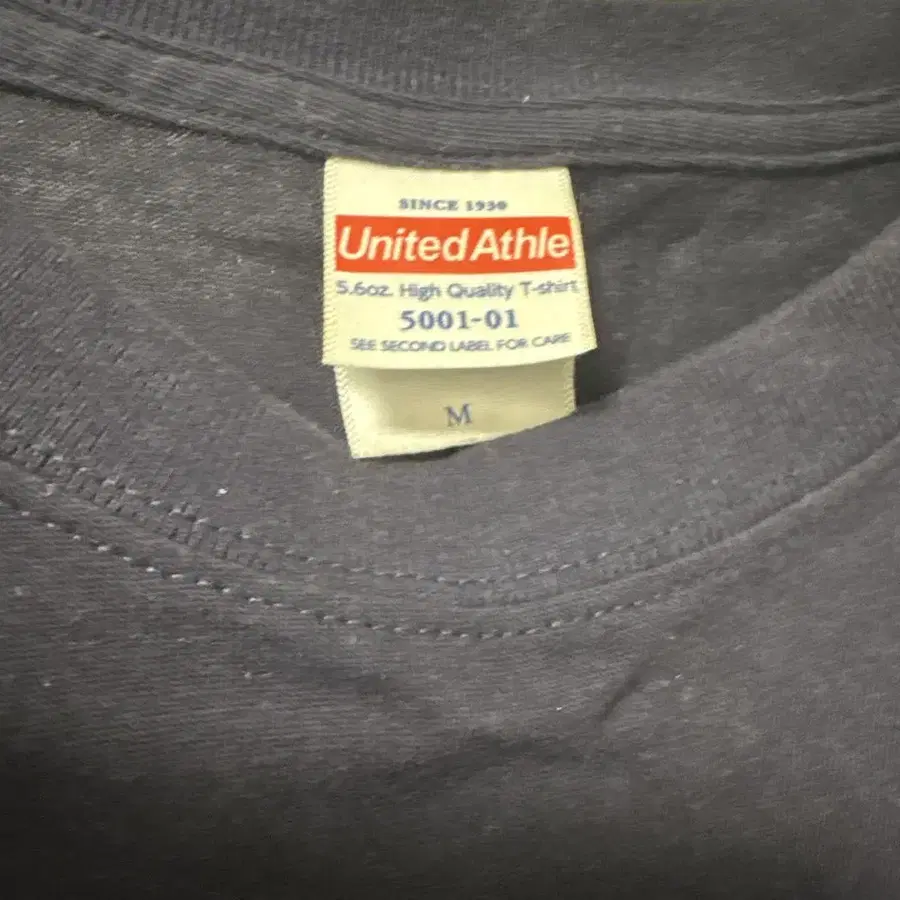 SINCE 1930
United Athle
5.6oz. High Quality T-shirt
5001-01
SEE SECOND LABEL FOR CARE
M